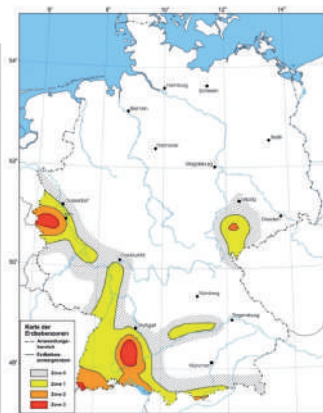 6°
8°
10°
12°
14°
54°
Hamburg
Schwerin
Bremen
Berlin
Hannover
Magdeburg
52°
Düsseldorf
Leipzig
Dresden
Frankfurt
50°
Nürnberg
Regensburg
Stuttgart
48°
München
Karte der
Erdbebenzonen
Zone 0
Zone 1
Zone 2
Zone 3